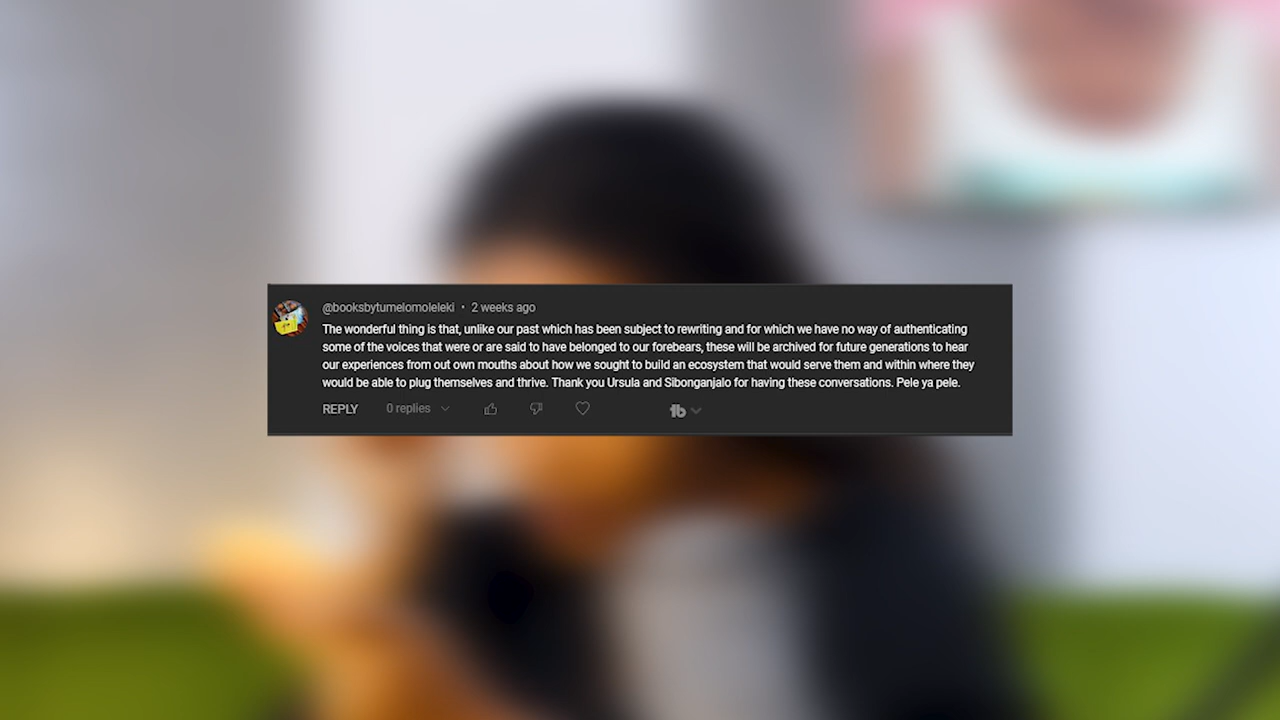 @booksbytumelomoleleki • 2 weeks ago
The wonderful thing is that, unlike our past which has been subject to rewriting and for which we have no way of authenticating
some of the voices that were or are said to have belonged to our forebears, these will be archived for future generations to hear
our experiences from out own mouths about how we sought to build an ecosystem that would serve them and within where they
would be able to plug themselves and thrive. Thank you Ursula and Sibonganjalo for having these conversations. Pele ya pele.
REPLY 0 replies